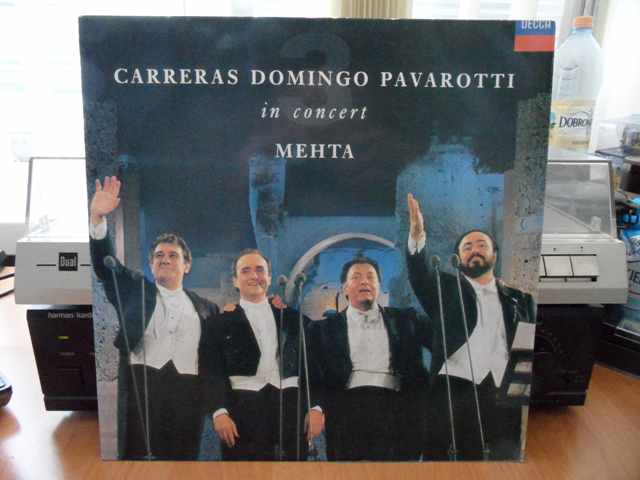 DECCA
CARRERAS DOMINGO PAVAROTTI
in concert
MEHTA
DOBRO
Dual
harman kardon